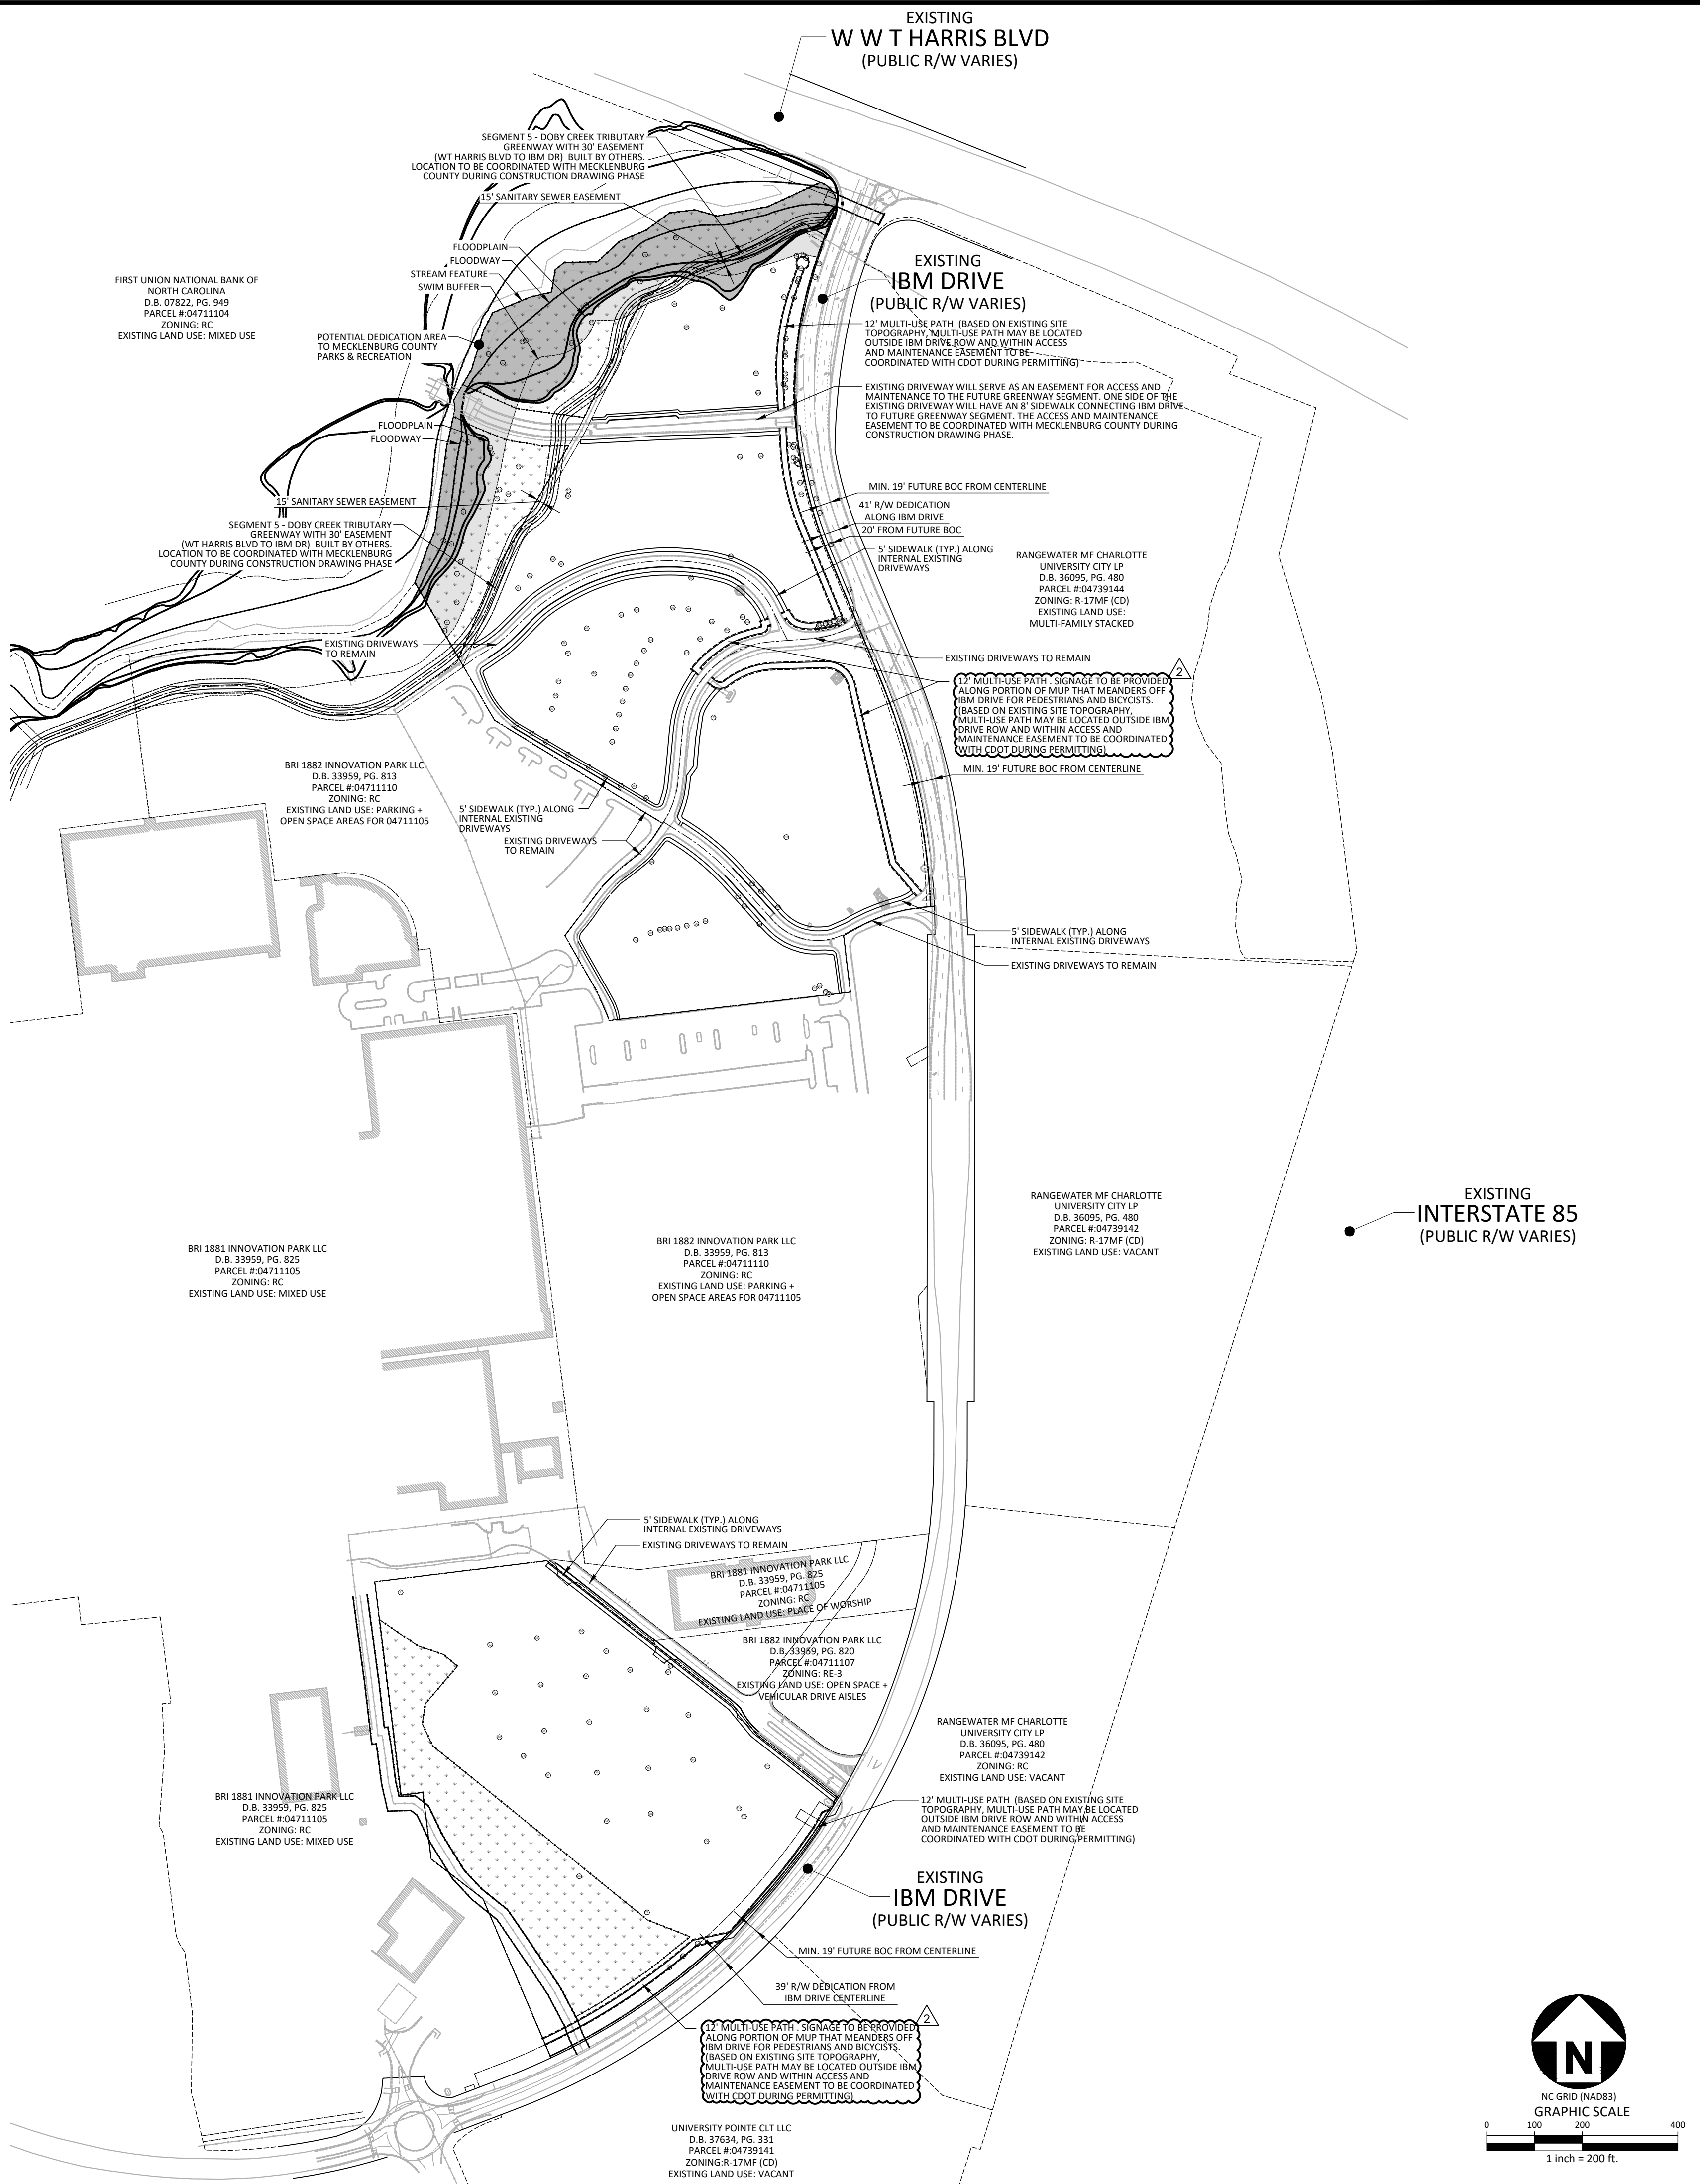 EXISTING
W W T HARRIS BLVD
(PUBLIC R/W VARIES)
SEGMENT 5 - DOBY CREEK TRIBUTARY
GREENWAY WITH 30' EASEMENT
(WT HARRIS BLVD TO IBM DR)  BUILT BY OTHERS.
LOCATION TO BE COORDINATED WITH MECKLENBURG
COUNTY DURING CONSTRUCTION DRAWING PHASE
15' SANITARY SEWER EASEMENT
FLOODPLAIN
FLOODWAY
STREAM FEATURE
SWIM BUFFER
FIRST UNION NATIONAL BANK OF
NORTH CAROLINA
D.B. 07822, PG. 949
PARCEL #:04711104
ZONING: RC
EXISTING LAND USE: MIXED USE
POTENTIAL DEDICATION AREA
TO MECKLENBURG COUNTY
PARKS & RECREATION
EXISTING
IBM DRIVE
(PUBLIC R/W VARIES)
12' MULTI-USE PATH  (BASED ON EXISTING SITE
TOPOGRAPHY, MULTI-USE PATH MAY BE LOCATED
OUTSIDE IBM DRIVE ROW AND WITHIN ACCESS
AND MAINTENANCE EASEMENT TO BE
COORDINATED WITH CDOT DURING PERMITTING)
EXISTING DRIVEWAY WILL SERVE AS AN EASEMENT FOR ACCESS AND
MAINTENANCE TO THE FUTURE GREENWAY SEGMENT. ONE SIDE OF THE
EXISTING DRIVEWAY WILL HAVE AN 8' SIDEWALK CONNECTING IBM DRIVE
TO FUTURE GREENWAY SEGMENT. THE ACCESS AND MAINTENANCE
EASEMENT TO BE COORDINATED WITH MECKLENBURG COUNTY DURING
CONSTRUCTION DRAWING PHASE.
FLOODPLAIN
FLOODWAY
15' SANITARY SEWER EASEMENT
SEGMENT 5 - DOBY CREEK TRIBUTARY
GREENWAY WITH 30' EASEMENT
(WT HARRIS BLVD TO IBM DR)  BUILT BY OTHERS.
LOCATION TO BE COORDINATED WITH MECKLENBURG
COUNTY DURING CONSTRUCTION DRAWING PHASE
MIN. 19' FUTURE BOC FROM CENTERLINE
41' R/W DEDICATION
ALONG IBM DRIVE
20' FROM FUTURE BOC
5' SIDEWALK (TYP.) ALONG
INTERNAL EXISTING
DRIVEWAYS
RANGEWATER MF CHARLOTTE
UNIVERSITY CITY LP
D.B. 36095, PG. 480
PARCEL #:04739144
ZONING: R-17MF (CD)
EXISTING LAND USE:
MULTI-FAMILY STACKED
EXISTING DRIVEWAYS
TO REMAIN
EXISTING DRIVEWAYS TO REMAIN
2
12' MULTI-USE PATH . SIGNAGE TO BE PROVIDED
ALONG PORTION OF MUP THAT MEANDERS OFF
IBM DRIVE FOR PEDESTRIANS AND BICYCISTS.
(BASED ON EXISTING SITE TOPOGRAPHY,
MULTI-USE PATH MAY BE LOCATED OUTSIDE IBM
DRIVE ROW AND WITHIN ACCESS AND
MAINTENANCE EASEMENT TO BE COORDINATED
WITH CDOT DURING PERMITTING)
MIN. 19' FUTURE BOC FROM CENTERLINE
BRI 1882 INNOVATION PARK LLC
D.B. 33959, PG. 813
PARCEL #:04711110
ZONING: RC
EXISTING LAND USE: PARKING +
OPEN SPACE AREAS FOR 04711105
5' SIDEWALK (TYP.) ALONG
INTERNAL EXISTING
DRIVEWAYS
EXISTING DRIVEWAYS
TO REMAIN
5' SIDEWALK (TYP.) ALONG
INTERNAL EXISTING DRIVEWAYS
EXISTING DRIVEWAYS TO REMAIN
EXISTING
INTERSTATE 85
(PUBLIC R/W VARIES)
RANGEWATER MF CHARLOTTE
UNIVERSITY CITY LP
D.B. 36095, PG. 480
PARCEL #:04739142
ZONING: R-17MF (CD)
EXISTING LAND USE: VACANT
BRI 1881 INNOVATION PARK LLC
D.B. 33959, PG. 825
PARCEL #:04711105
ZONING: RC
EXISTING LAND USE: MIXED USE
BRI 1882 INNOVATION PARK LLC
D.B. 33959, PG. 813
PARCEL #:04711110
ZONING: RC
EXISTING LAND USE: PARKING +
OPEN SPACE AREAS FOR 04711105
5' SIDEWALK (TYP.) ALONG
INTERNAL EXISTING DRIVEWAYS
EXISTING DRIVEWAYS TO REMAIN
BRI 1881 INNOVATION PARK LLC
D.B. 33959, PG. 825
PARCEL #:04711105
ZONING: RC
EXISTING LAND USE: PLACE OF WORSHIP
BRI 1882 INNOVATION PARK LLC
D.B. 33959, PG. 820
PARCEL #:04711107
ZONING: RE-3
EXISTING LAND USE: OPEN SPACE +
VEHICULAR DRIVE AISLES
RANGEWATER MF CHARLOTTE
UNIVERSITY CITY LP
D.B. 36095, PG. 480
PARCEL #:04739142
ZONING: RC
EXISTING LAND USE: VACANT
BRI 1881 INNOVATION PARK LLC
D.B. 33959, PG. 825
PARCEL #:04711105
ZONING: RC
EXISTING LAND USE: MIXED USE
12' MULTI-USE PATH  (BASED ON EXISTING SITE
TOPOGRAPHY, MULTI-USE PATH MAY BE LOCATED
OUTSIDE IBM DRIVE ROW AND WITHIN ACCESS
AND MAINTENANCE EASEMENT TO BE
COORDINATED WITH CDOT DURING PERMITTING)
EXISTING
IBM DRIVE
(PUBLIC R/W VARIES)
MIN. 19' FUTURE BOC FROM CENTERLINE
39' R/W DEDICATION FROM
IBM DRIVE CENTERLINE
2
12' MULTI-USE PATH . SIGNAGE TO BE PROVIDED
ALONG PORTION OF MUP THAT MEANDERS OFF
IBM DRIVE FOR PEDESTRIANS AND BICYCISTS.
(BASED ON EXISTING SITE TOPOGRAPHY,
MULTI-USE PATH MAY BE LOCATED OUTSIDE IBM
DRIVE ROW AND WITHIN ACCESS AND
MAINTENANCE EASEMENT TO BE COORDINATED
WITH CDOT DURING PERMITTING)
UNIVERSITY POINTE CLT LLC
D.B. 37634, PG. 331
PARCEL #:04739141
ZONING:R-17MF (CD)
EXISTING LAND USE: VACANT
N
NC GRID (NAD83)
GRAPHIC SCALE
0 100 200 400
1 inch = 200 ft.